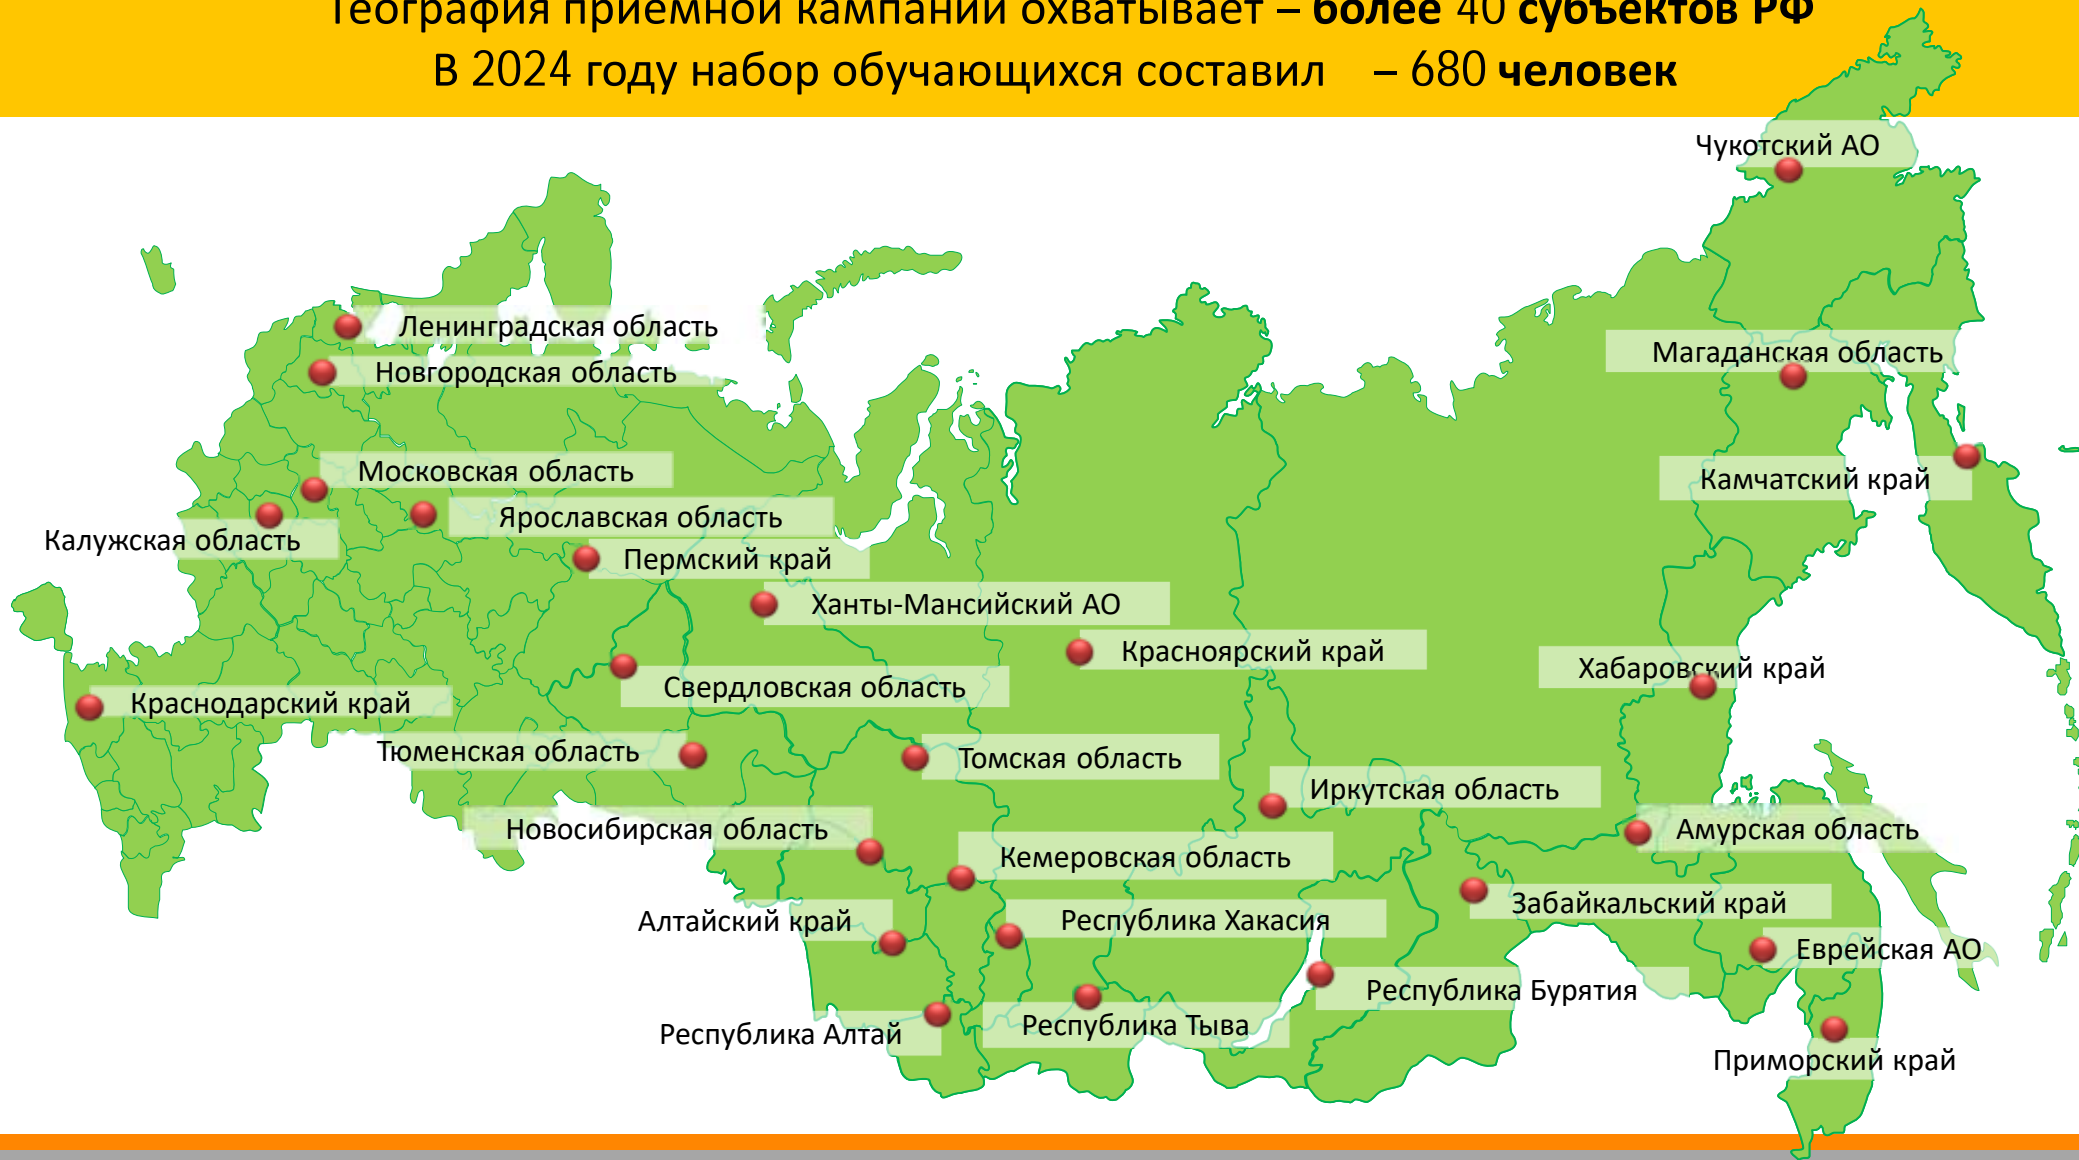 География приемной кампании охватывает – более 40 субъектов РФ
В 2024 году набор обучающихся составил – 680 человек
Чукотский АО
Ленинградская область
Магаданская область
Новгородская область
Московская область
Камчатский край
Ярославская область
Калужская область
Пермский край
Ханты-Мансийский АО
Красноярский край
Хабаровский край
Свердловская область
Краснодарский край
Тюменская область
Томская область
Иркутская область
Новосибирская область
Амурская область
Кемеровская область
Забайкальский край
Алтайский край
Республика Хакасия
Еврейская АО
Республика Бурятия
Республика Тыва
Республика Алтай
Приморский край